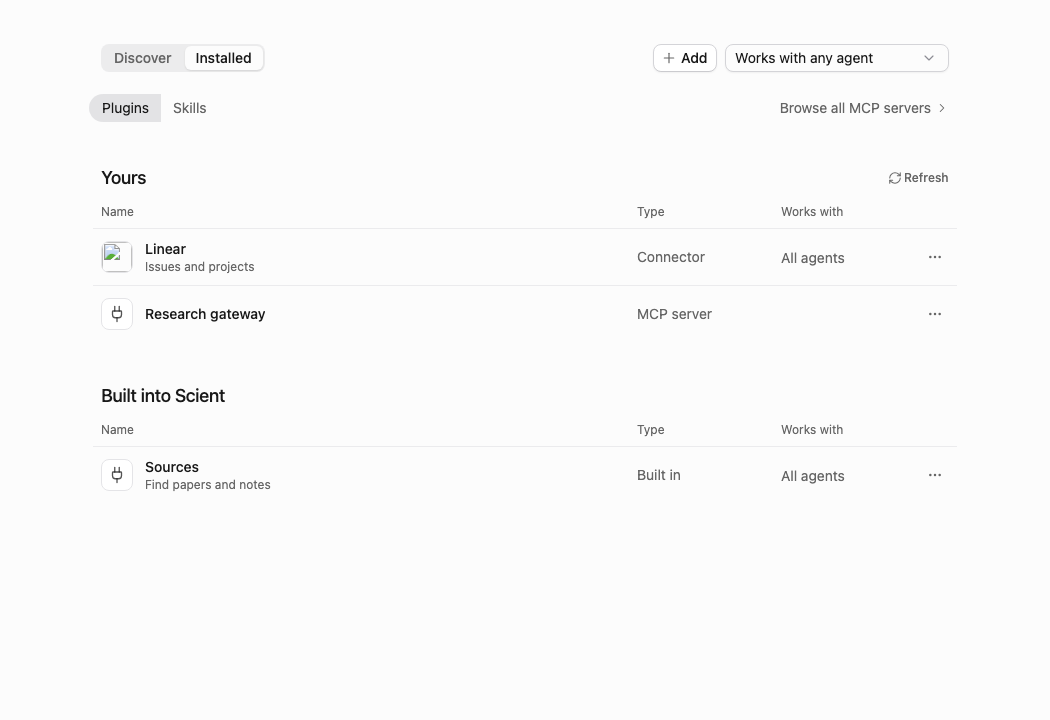 Discover
Installed
Add
Works with any agent
Plugins
Skills
Browse all MCP servers
Yours
Refresh
Name
Type
Works with
Linear
Issues and projects
Connector
All agents
Research gateway
MCP server
Built into Scient
Name
Type
Works with
Sources
Find papers and notes
Built in
All agents